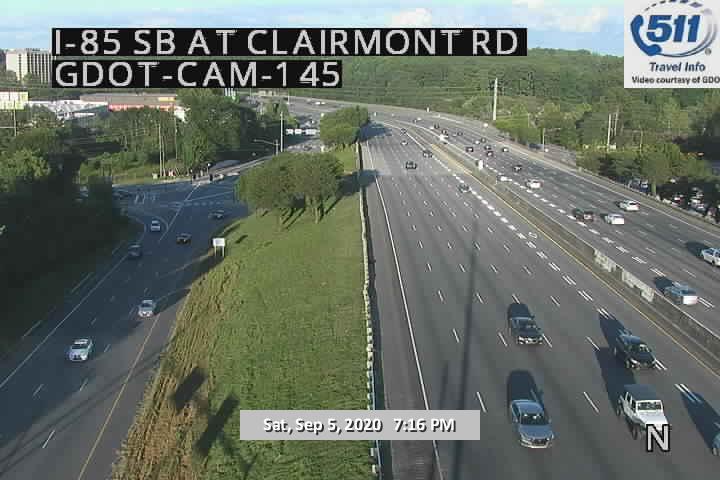 I-85 SB AT CLAIRMONT RD
GDOT-CAM-145
511
Travel Info
Video courtesy of GDO
Sat, Sep 5, 2020 7:16 PM
N